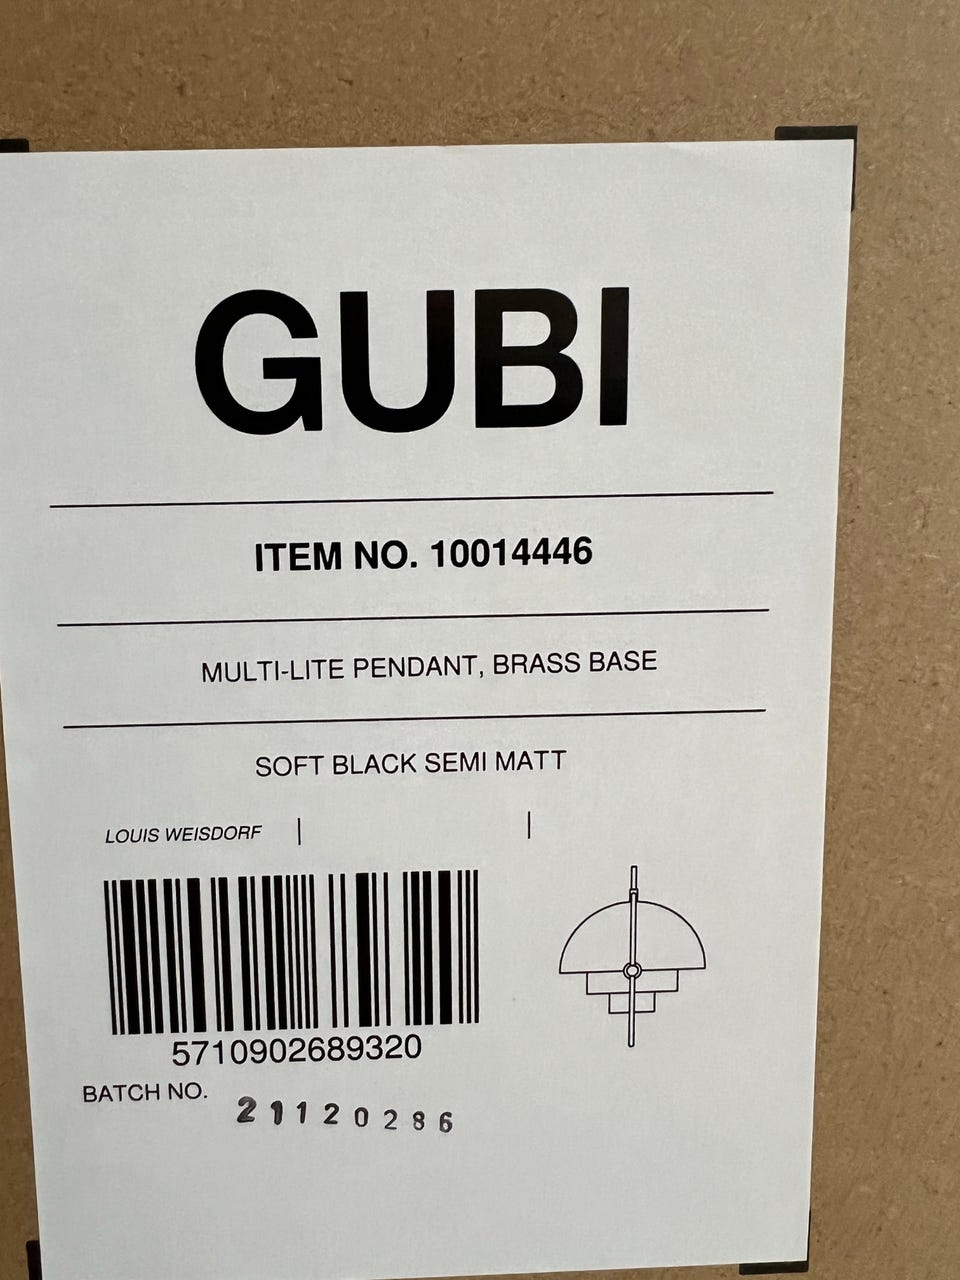 GUBI
ITEM NO. 10014446
MULTI-LITE PENDANT, BRASS BASE
SOFT BLACK SEMI MATT
LOUIS WEISDORF
5710902689320
BATCH NO. 21120286